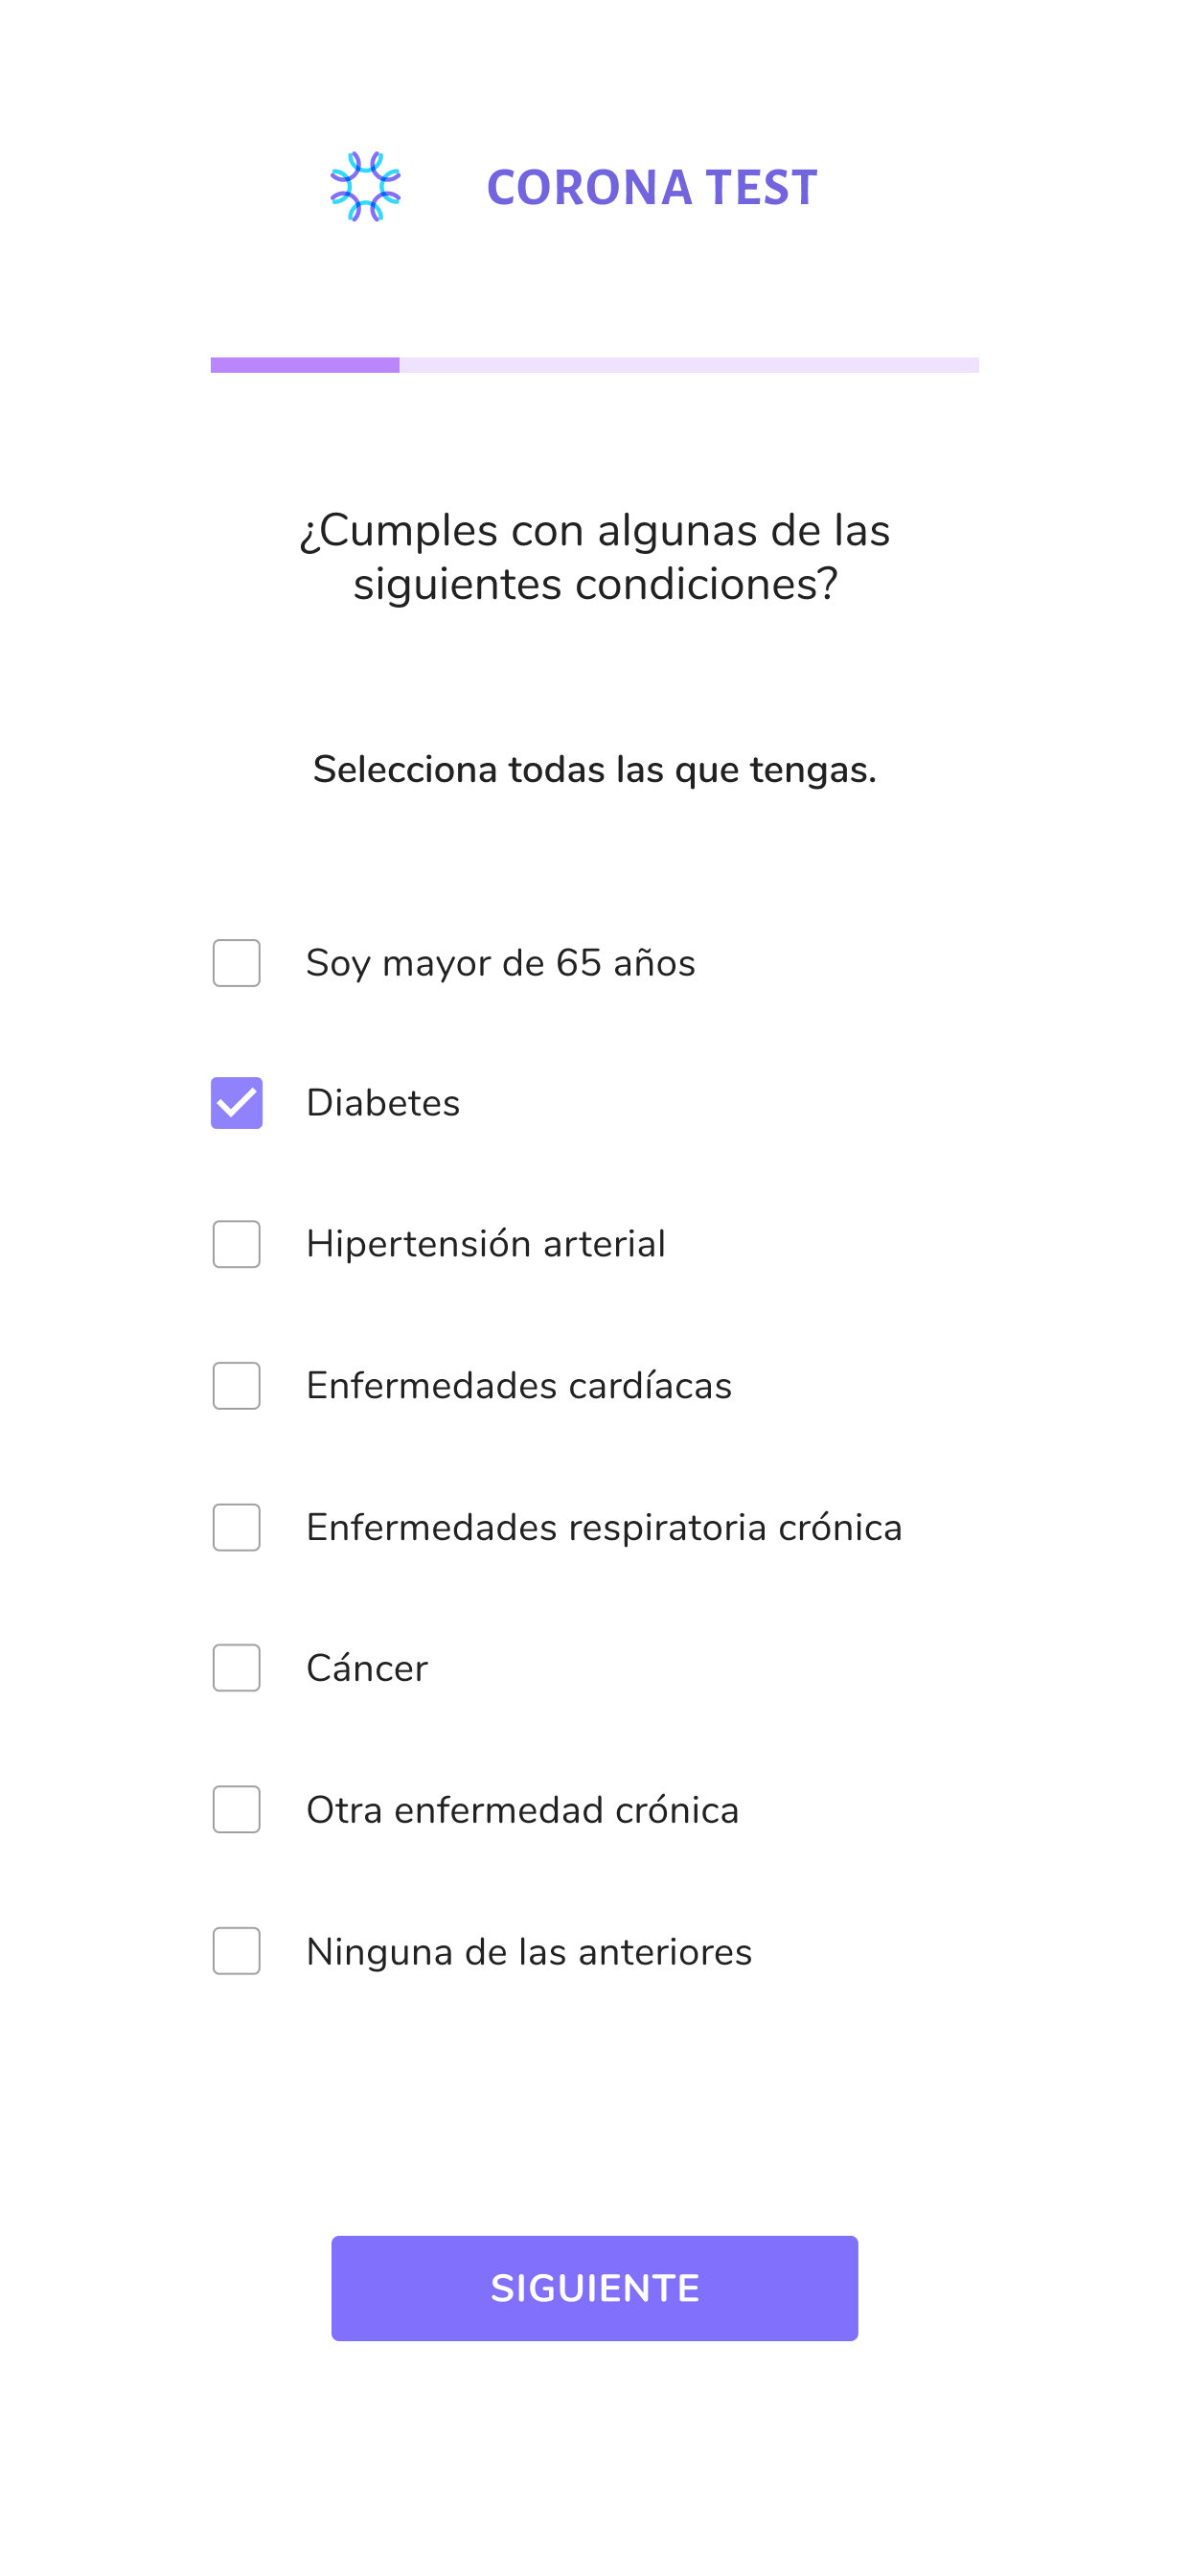 CORONA TEST
¿Cumples con algunas de las
siguientes condiciones?
Selecciona todas las que tengas.
Soy mayor de 65 años
Diabetes
Hipertensión arterial
Enfermedades cardíacas
Enfermedades respiratoria crónica
Cáncer
Otra enfermedad crónica
Ninguna de las anteriores
SIGUIENTE